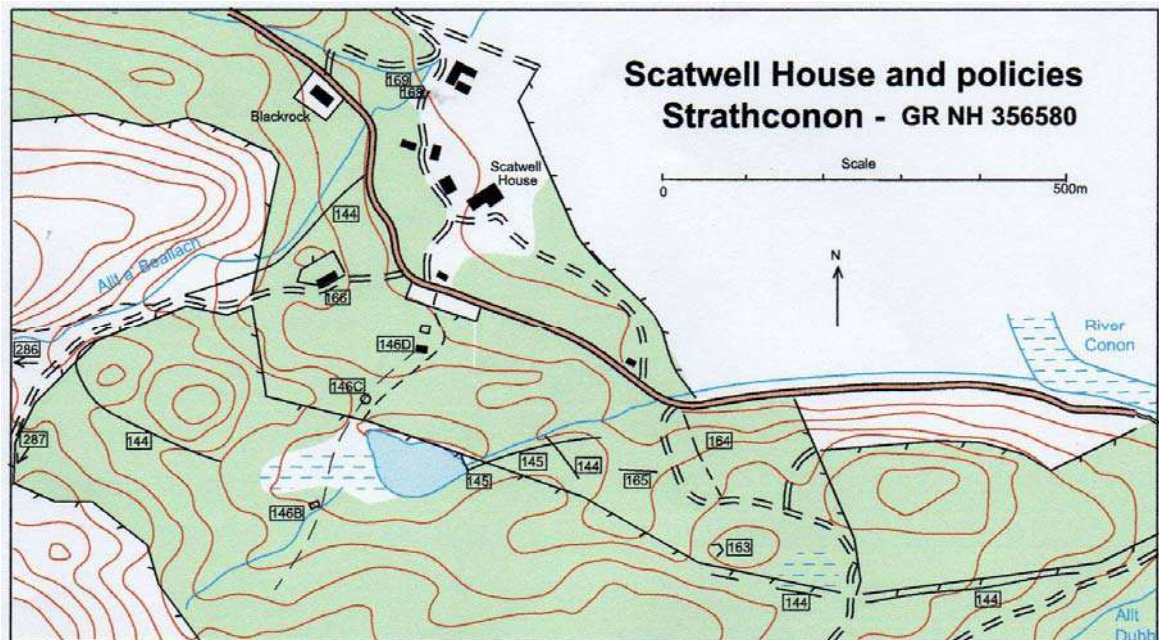 Scatwell House and policies
Strathconon - GR NH 356580
Scale
0
500m
169
168
Blackrock
Scatwell
House
144
Allt a' Beallach
166
N
River
Conon
286
146D
146C
287
144
164
145
144
165
145
146B
163
144
144
Allt
Dubh